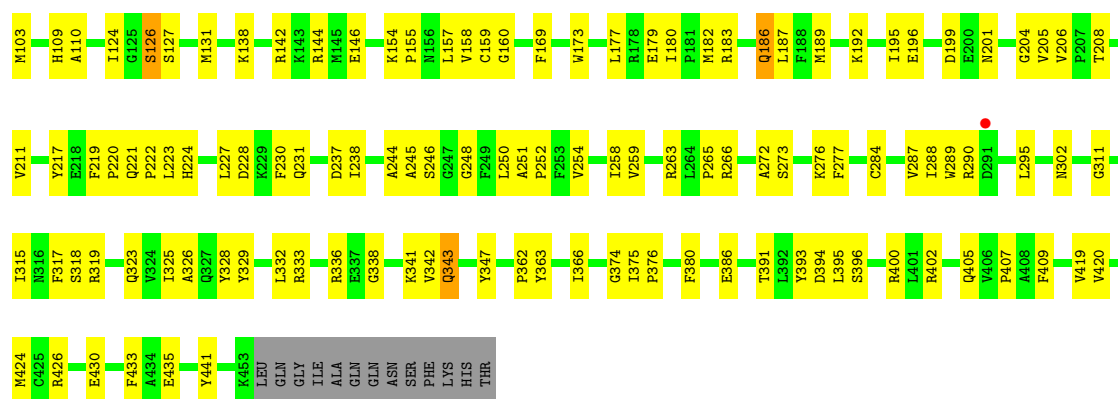 M103 H109 A110 I124 G125 S126 S127 M131 K138 R142 K143 R144 M145 E146 K154 P155 N156 L157 V158 C159 G160 F169 W173 L177 R178 E179 I180 P181 M182 R183 Q186 L187 F188 M189 K192 I195 E196 D199 E200 N201 G204 V205 V206 P207 T208
V211 Y217 E218 F219 P220 Q221 P222 L223 H224 L227 D228 K229 F230 Q231 D237 I238 A244 A245 S246 G247 G248 F249 L250 A251 P252 F253 V254 I258 V259 R263 L264 P265 R266 A272 S273 K276 F277 C284 V287 I288 W289 R290 D291 L295 N302 G311
I315 N316 F317 S318 R319 Q323 V324 I325 A326 Q327 Y328 Y329 L332 R333 R336 E337 G338 K341 V342 Q343 Y347 P362 Y363 I366 G374 I375 P376 F380 E386 T391 L392 Y393 D394 L395 S396 R400 L401 R402 Q405 V406 P407 A408 F409 V419 V420
M424 C425 R426 E430 F433 A434 E435 Y441 K453 LEU GLN GLY ILE ALA GLN GLN ASN SER PHE LYS HIS THR